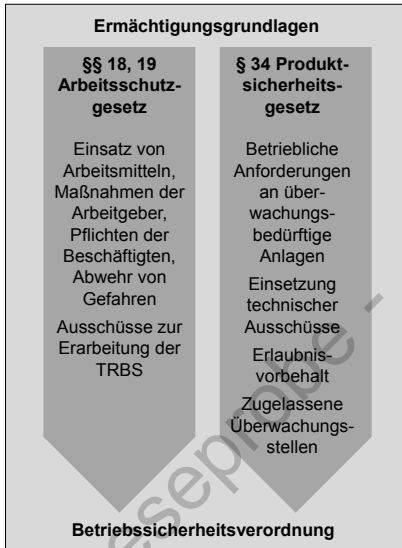 Ermächtigungsgrundlagen
§§ 18, 19
Arbeitsschutz-
gesetz
Einsatz von
Arbeitsmitteln,
Maßnahmen der
Arbeitgeber,
Pflichten der
Beschäftigten,
Abwehr von
Gefahren
Ausschüsse zur
Erarbeitung der
TRBS
§ 34 Produkt-
sicherheits-
gesetz
Betriebliche
Anforderungen
an über-
wachungs-
bedürftige
Anlagen
Einsetzung
technischer
Ausschüsse
Erlaubnis-
vorbehalt
Zugelassene
Überwachungs-
stellen
Betriebssicherheitsverordnung
eseprobe -